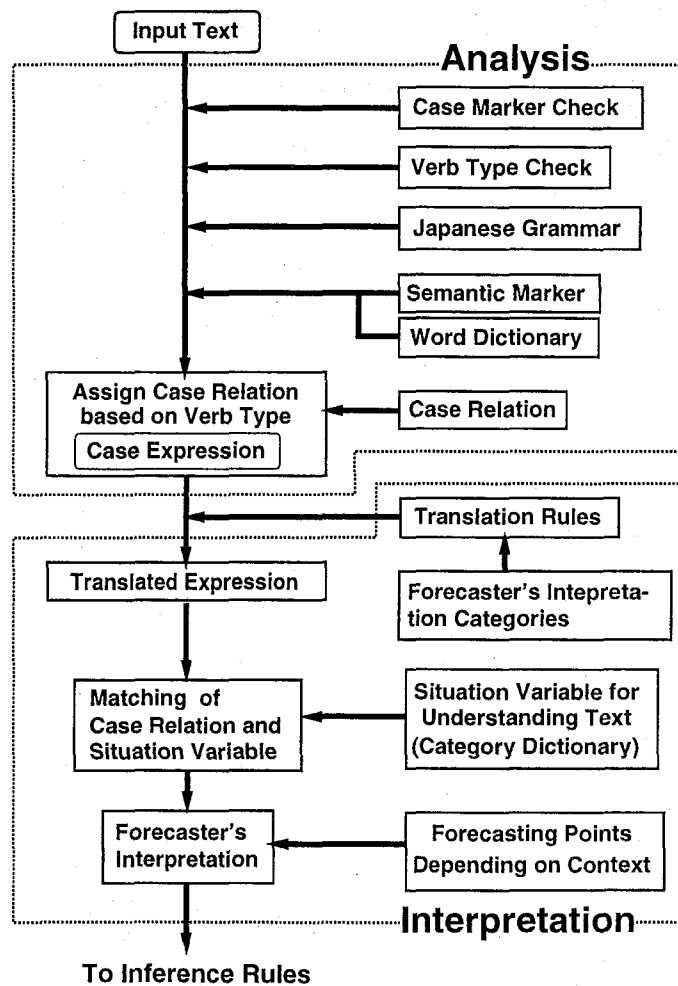 Input Text
Analysis
Case Marker Check
Verb Type Check
Japanese Grammar
Semantic Marker
Word Dictionary
Assign Case Relation
based on Verb Type
Case Expression
Case Relation
Translation Rules
Translated Expression
Forecaster's Intepreta-
tion Categories
Matching of
Case Relation and
Situation Variable
Situation Variable for
Understanding Text
(Category Dictionary)
Forecaster's
Interpretation
Forecasting Points
Depending on Context
Interpretation
To Inference Rules